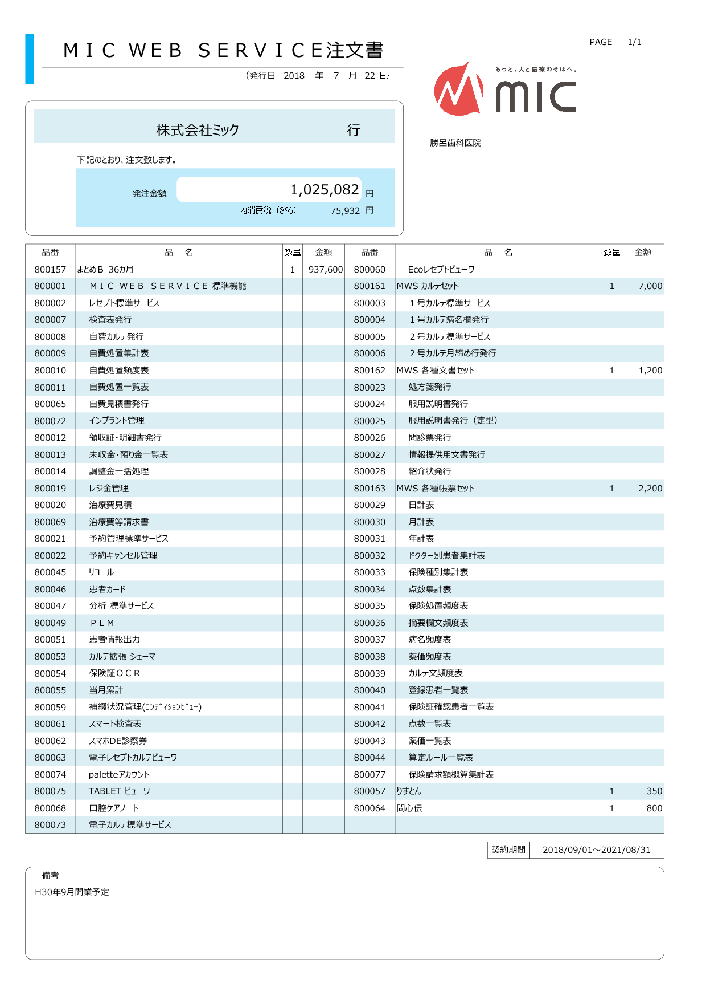 ＭＩＣ ＷＥＢ ＳＥＲＶＩＣＥ注文書
PAGE 1/1
（発行日 2018 年 7 月 22 日）
もっと、人と医療のそばへ。
mic
株式会社ミック 行
勝呂歯科医院
下記のとおり、注文致します。
発注金額 1,025,082 円
内消費税（8%） 75,932 円
品番 品 名 数量 金額 品番 品 名 数量 金額
800157 まとめＢ 36カ月 1 937,600 800060 Ecoレセプトビューワ
800001 ＭＩＣ ＷＥＢ ＳＥＲＶＩＣＥ 標準機能 800161 MWS カルテセット 1 7,000
800002 レセプト標準サービス 800003 １号カルテ標準サービス
800007 検査表発行 800004 １号カルテ病名欄発行
800008 自費カルテ発行 800005 ２号カルテ標準サービス
800009 自費処置集計表 800006 ２号カルテ月締め行発行
800010 自費処置頻度表 800162 MWS 各種文書セット 1 1,200
800011 自費処置一覧表 800023 処方箋発行
800065 自費見積書発行 800024 服用説明書発行
800072 インプラント管理 800025 服用説明書発行（定型）
800012 領収証・明細書発行 800026 問診票発行
800013 未収金・預り金一覧表 800027 情報提供用文書発行
800014 調整金一括処理 800028 紹介状発行
800019 レジ金管理 800163 MWS 各種帳票セット 1 2,200
800020 治療費見積 800029 日計表
800069 治療費等請求書 800030 月計表
800021 予約管理標準サービス 800031 年計表
800022 予約キャンセル管理 800032 ドクター別患者集計表
800045 リコール 800033 保険種別集計表
800046 患者カード 800034 点数集計表
800047 分析 標準サービス 800035 保険処置頻度表
800049 ＰＬＭ 800036 摘要欄文頻度表
800051 患者情報出力 800037 病名頻度表
800053 カルテ拡張 シェーマ 800038 薬価頻度表
800054 保険証ＯＣＲ 800039 カルテ文頻度表
800055 当月累計 800040 登録患者一覧表
800059 補綴状況管理(ｺﾝﾃﾞｨｼｮﾝﾋﾞｭｰ) 800041 保険証確認患者一覧表
800061 スマート検査表 800042 点数一覧表
800062 スマホDE診察券 800043 薬価一覧表
800063 電子レセプトカルテビューワ 800044 算定ルール一覧表
800074 paletteアカウント 800077 保険請求額概算集計表
800075 TABLET ビューワ 800057 りすとん 1 350
800068 口腔ケアノート 800064 問心伝 1 800
800073 電子カルテ標準サービス
契約期間 2018/09/01～2021/08/31
備考
H30年9月開業予定